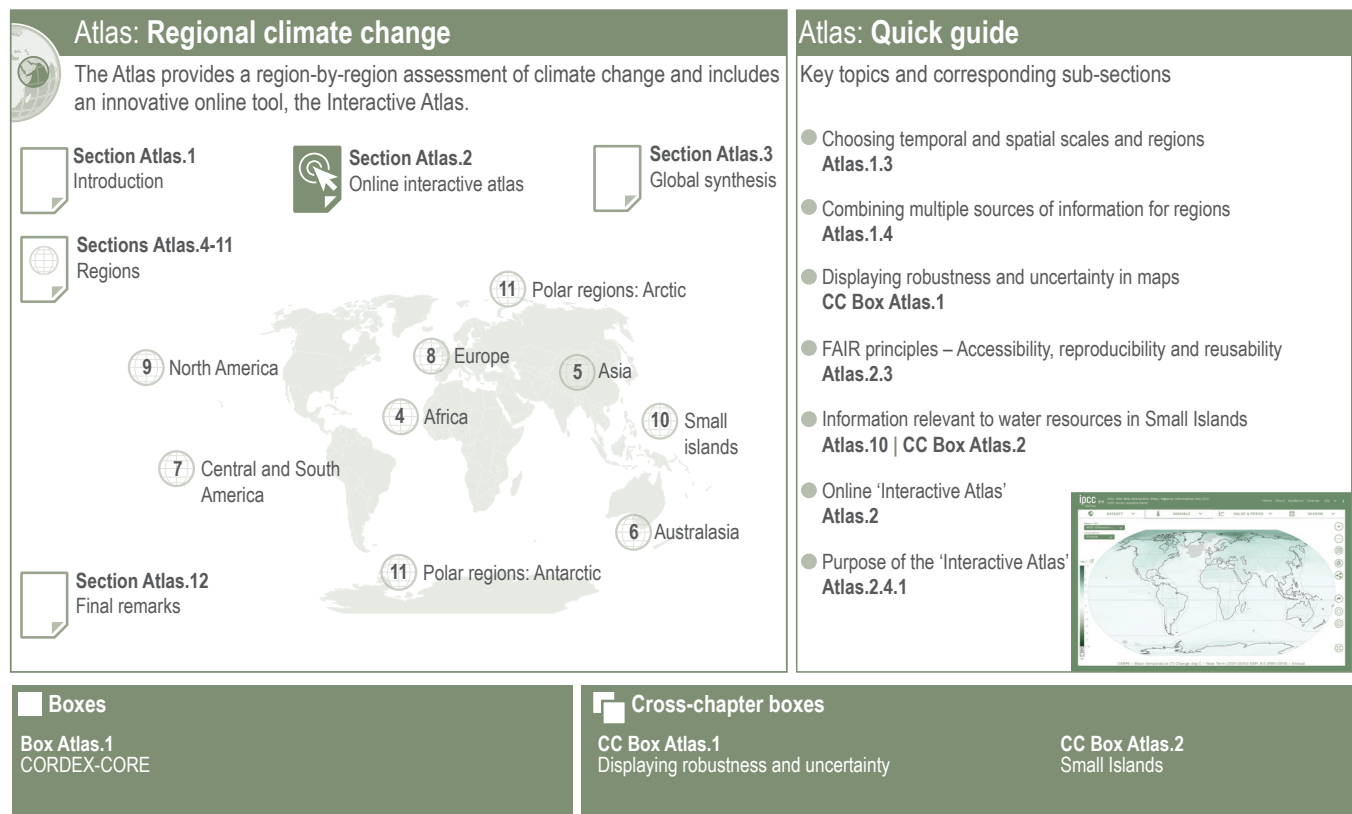 Atlas: Regional climate change
The Atlas provides a region-by-region assessment of climate change and includes
an innovative online tool, the Interactive Atlas.
Section Atlas.1
Introduction
Section Atlas.2
Online interactive atlas
Section Atlas.3
Global synthesis
Sections Atlas.4-11
Regions
11 Polar regions: Arctic
9 North America
8 Europe
5 Asia
4 Africa
10 Small
islands
7 Central and South
America
6 Australasia
11 Polar regions: Antarctic
Section Atlas.12
Final remarks
Atlas: Quick guide
Key topics and corresponding sub-sections
Choosing temporal and spatial scales and regions
Atlas.1.3
Combining multiple sources of information for regions
Atlas.1.4
Displaying robustness and uncertainty in maps
CC Box Atlas.1
FAIR principles – Accessibility, reproducibility and reusability
Atlas.2.3
Information relevant to water resources in Small Islands
Atlas.10 | CC Box Atlas.2
Online ‘Interactive Atlas’
Atlas.2
Purpose of the ‘Interactive Atlas’
Atlas.2.4.1
ipcc
DATASET
VARIABLE
VALUE & PERIOD
SEASON
Boxes
Box Atlas.1
CORDEX-CORE
Cross-chapter boxes
CC Box Atlas.1
Displaying robustness and uncertainty
CC Box Atlas.2
Small Islands